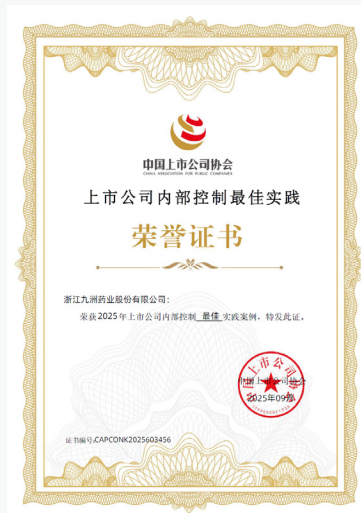 中国上市公司协会
CHINA ASSOCIATION FOR PUBLIC COMPANIES
上市公司内部控制最佳实践
荣誉证书
浙江九洲药业股份有限公司：
荣获2025年上市公司内部控制 最佳 实践案例，特发此证。
中国上市公司协会
中国上市公司协会
2025年09月
证书编号:CAPCONK2025603456